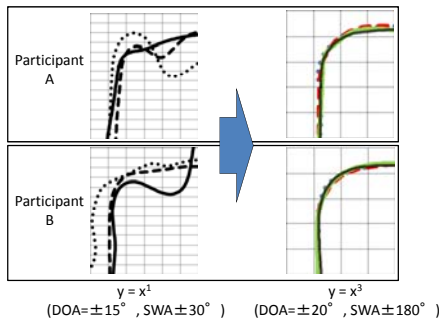 Participant
A
Participant
B
y = x¹
(DOA=±15° , SWA±30° )
y = x³
(DOA=±20° , SWA±180° )